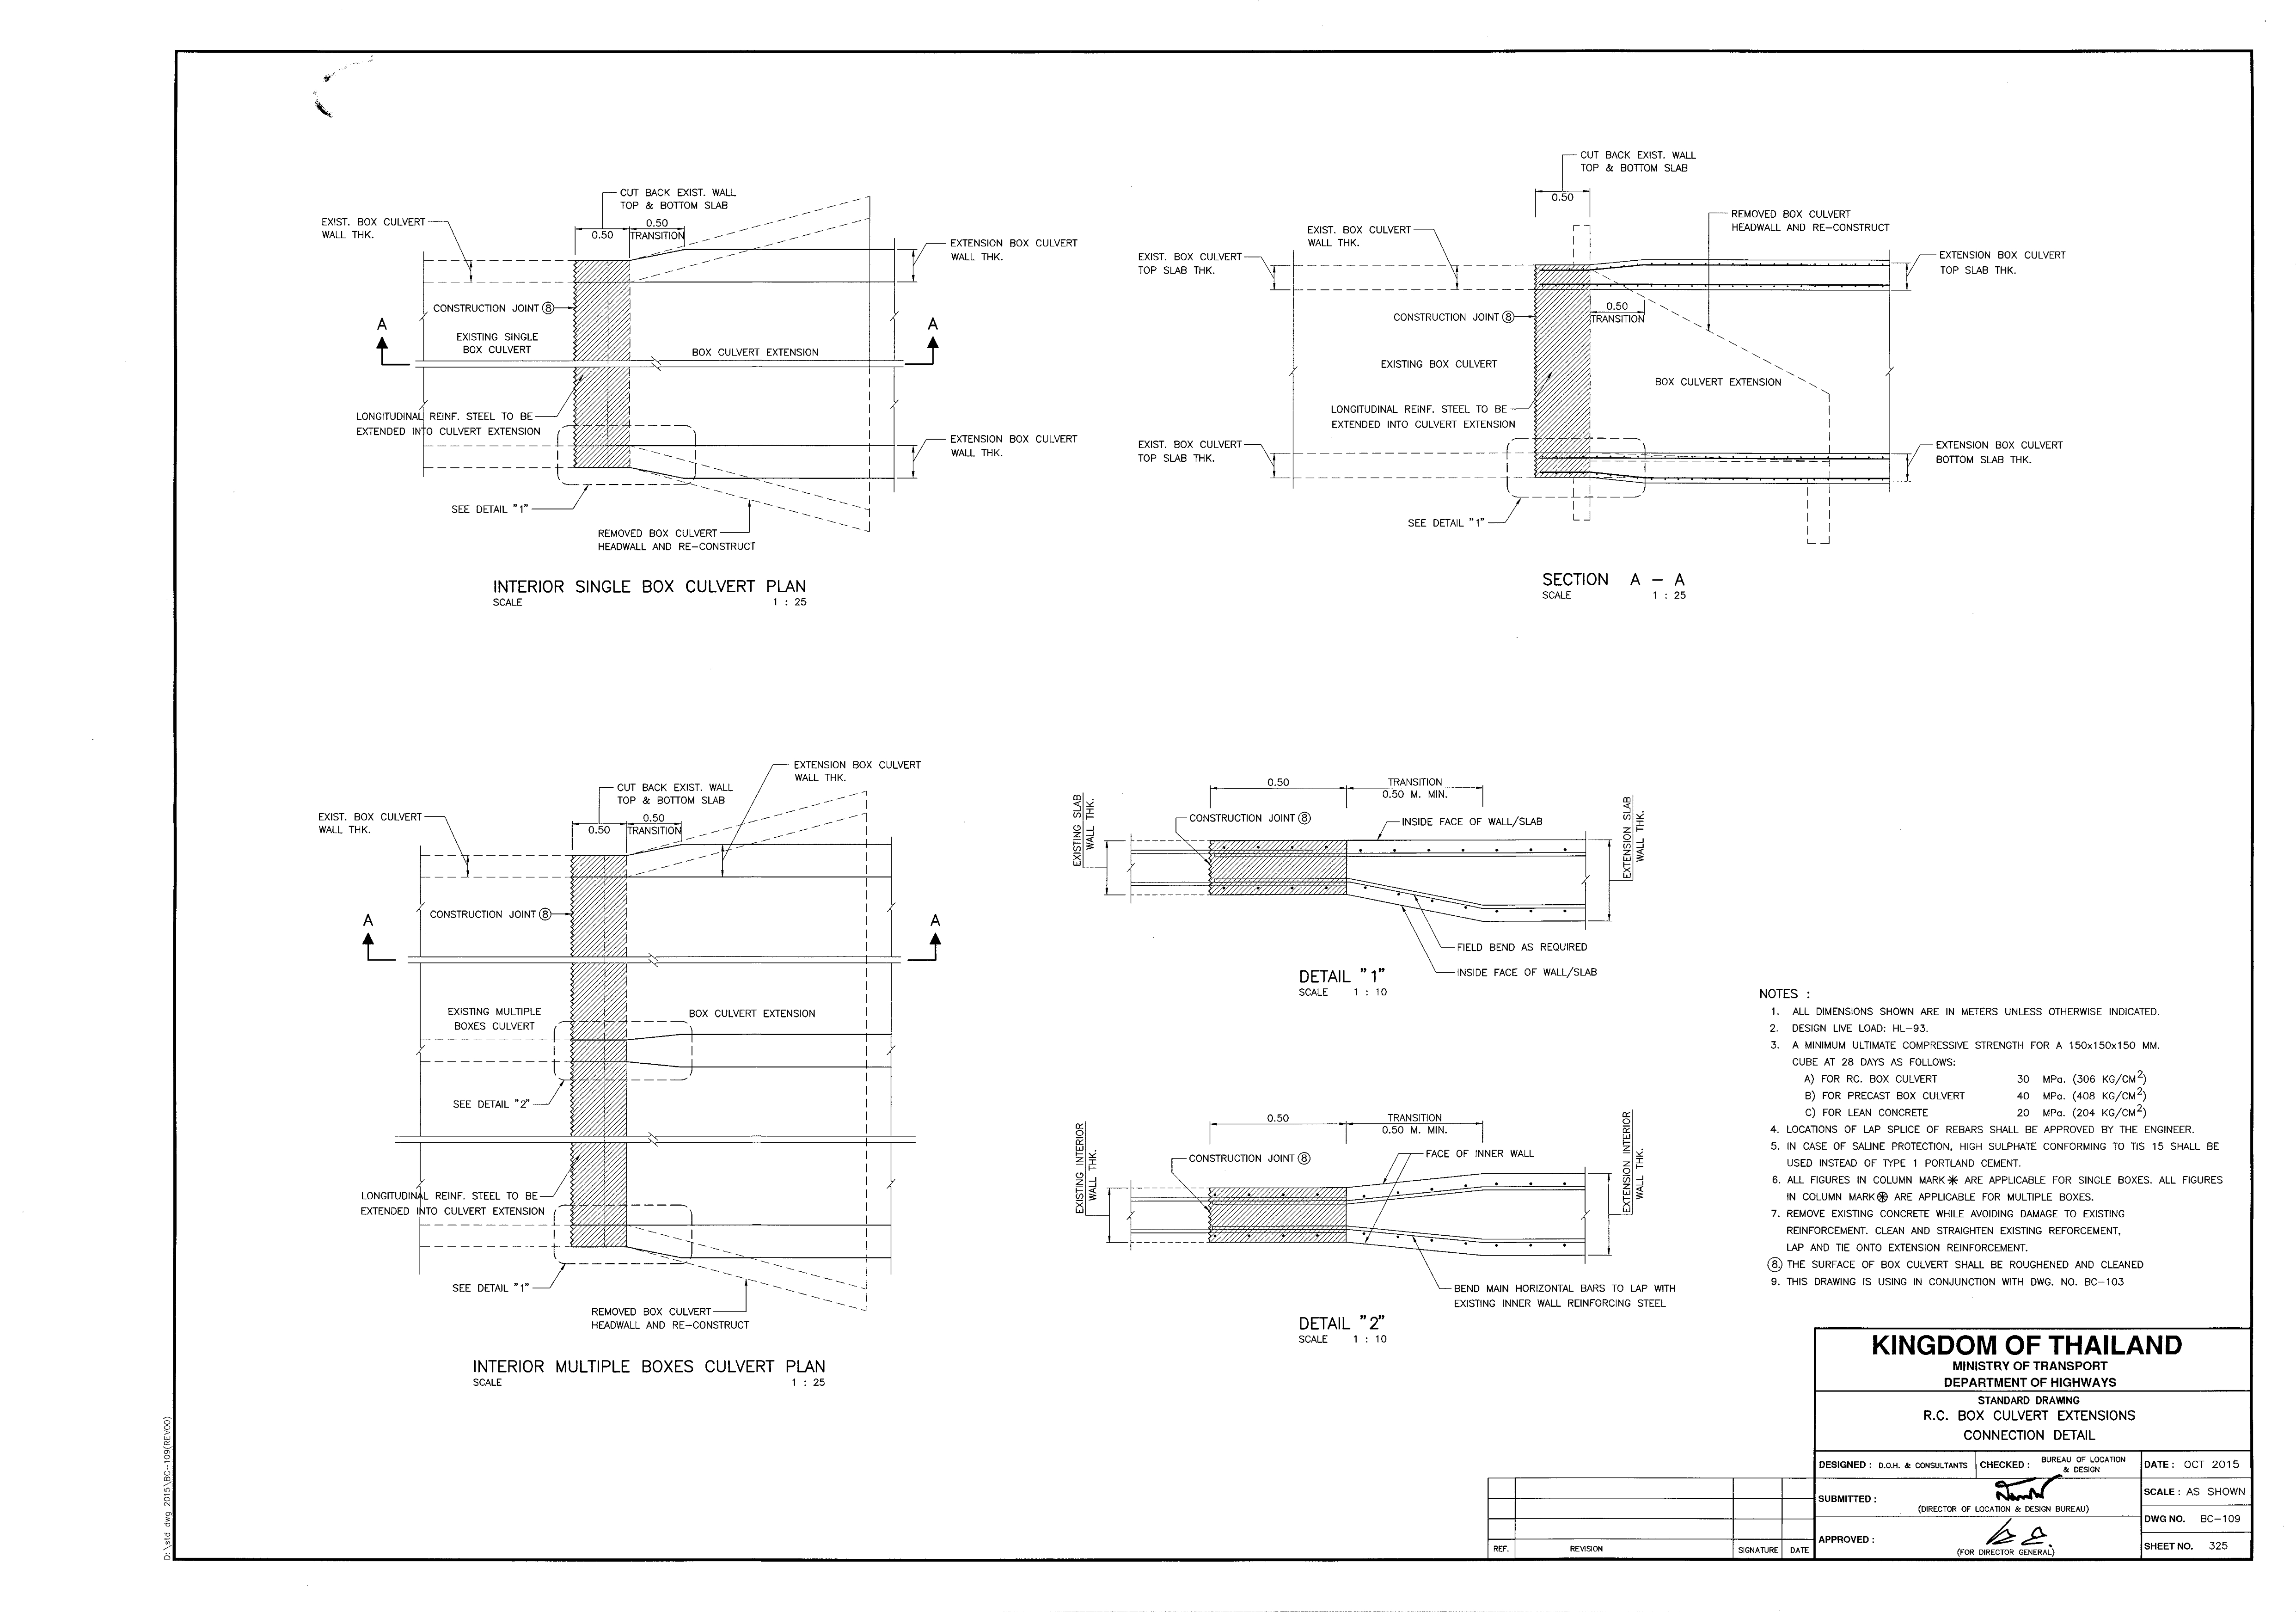 CUT BACK EXIST. WALL
TOP & BOTTOM SLAB
EXIST. BOX CULVERT
WALL THK.
0.50
0.50
TRANSITION
EXTENSION BOX CULVERT
WALL THK.
CONSTRUCTION JOINT 8
A
A
EXISTING SINGLE
BOX CULVERT
BOX CULVERT EXTENSION
LONGITUDINAL REINF. STEEL TO BE
EXTENDED INTO CULVERT EXTENSION
EXTENSION BOX CULVERT
WALL THK.
SEE DETAIL "1"
REMOVED BOX CULVERT
HEADWALL AND RE-CONSTRUCT
INTERIOR SINGLE BOX CULVERT PLAN
SCALE 1 : 25
CUT BACK EXIST. WALL
TOP & BOTTOM SLAB
0.50
REMOVED BOX CULVERT
HEADWALL AND RE-CONSTRUCT
EXIST. BOX CULVERT
WALL THK.
EXIST. BOX CULVERT
TOP SLAB THK.
EXTENSION BOX CULVERT
TOP SLAB THK.
0.50
TRANSITION
CONSTRUCTION JOINT 8
EXISTING BOX CULVERT
BOX CULVERT EXTENSION
LONGITUDINAL REINF. STEEL TO BE
EXTENDED INTO CULVERT EXTENSION
EXIST. BOX CULVERT
TOP SLAB THK.
EXTENSION BOX CULVERT
BOTTOM SLAB THK.
SEE DETAIL "1"
SECTION A - A
SCALE 1 : 25
EXTENSION BOX CULVERT
WALL THK.
CUT BACK EXIST. WALL
TOP & BOTTOM SLAB
EXIST. BOX CULVERT
WALL THK.
0.50
0.50
TRANSITION
CONSTRUCTION JOINT 8
A
A
EXISTING MULTIPLE
BOXES CULVERT
BOX CULVERT EXTENSION
SEE DETAIL "2"
LONGITUDINAL REINF. STEEL TO BE
EXTENDED INTO CULVERT EXTENSION
SEE DETAIL "1"
REMOVED BOX CULVERT
HEADWALL AND RE-CONSTRUCT
INTERIOR MULTIPLE BOXES CULVERT PLAN
SCALE 1 : 25
0.50
TRANSITION
0.50 M. MIN.
EXISTING SLAB
WALL THK.
CONSTRUCTION JOINT 8
INSIDE FACE OF WALL/SLAB
EXTENSION SLAB
WALL THK.
FIELD BEND AS REQUIRED
INSIDE FACE OF WALL/SLAB
DETAIL "1"
SCALE 1 : 10
0.50
TRANSITION
0.50 M. MIN.
EXISTING INTERIOR
WALL THK.
CONSTRUCTION JOINT 8
FACE OF INNER WALL
EXTENSION INTERIOR
WALL THK.
BEND MAIN HORIZONTAL BARS TO LAP WITH
EXISTING INNER WALL REINFORCING STEEL
DETAIL "2"
SCALE 1 : 10
NOTES :
1. ALL DIMENSIONS SHOWN ARE IN METERS UNLESS OTHERWISE INDICATED.
2. DESIGN LIVE LOAD: HL-93.
3. A MINIMUM ULTIMATE COMPRESSIVE STRENGTH FOR A 150x150x150 MM.
CUBE AT 28 DAYS AS FOLLOWS:
A) FOR RC. BOX CULVERT 30 MPa. (306 KG/CM2)
B) FOR PRECAST BOX CULVERT 40 MPa. (408 KG/CM2)
C) FOR LEAN CONCRETE 20 MPa. (204 KG/CM2)
4. LOCATIONS OF LAP SPLICE OF REBARS SHALL BE APPROVED BY THE ENGINEER.
5. IN CASE OF SALINE PROTECTION, HIGH SULPHATE CONFORMING TO TIS 15 SHALL BE
USED INSTEAD OF TYPE 1 PORTLAND CEMENT.
6. ALL FIGURES IN COLUMN MARK * ARE APPLICABLE FOR SINGLE BOXES. ALL FIGURES
IN COLUMN MARK ⊛ ARE APPLICABLE FOR MULTIPLE BOXES.
7. REMOVE EXISTING CONCRETE WHILE AVOIDING DAMAGE TO EXISTING
REINFORCEMENT. CLEAN AND STRAIGHTEN EXISTING REFORCEMENT,
LAP AND TIE ONTO EXTENSION REINFORCEMENT.
8. THE SURFACE OF BOX CULVERT SHALL BE ROUGHENED AND CLEANED
9. THIS DRAWING IS USING IN CONJUNCTION WITH DWG. NO. BC-103
KINGDOM OF THAILAND
MINISTRY OF TRANSPORT
DEPARTMENT OF HIGHWAYS
STANDARD DRAWING
R.C. BOX CULVERT EXTENSIONS
CONNECTION DETAIL
DESIGNED : D.O.H. & CONSULTANTS
CHECKED : BUREAU OF LOCATION
& DESIGN
DATE : OCT 2015
SUBMITTED :
(DIRECTOR OF LOCATION & DESIGN BUREAU)
SCALE : AS SHOWN
DWG NO. BC-109
APPROVED :
(FOR DIRECTOR GENERAL)
SHEET NO. 325
REF. REVISION SIGNATURE DATE
D:\std dwg 2015\BC-109(REV00)